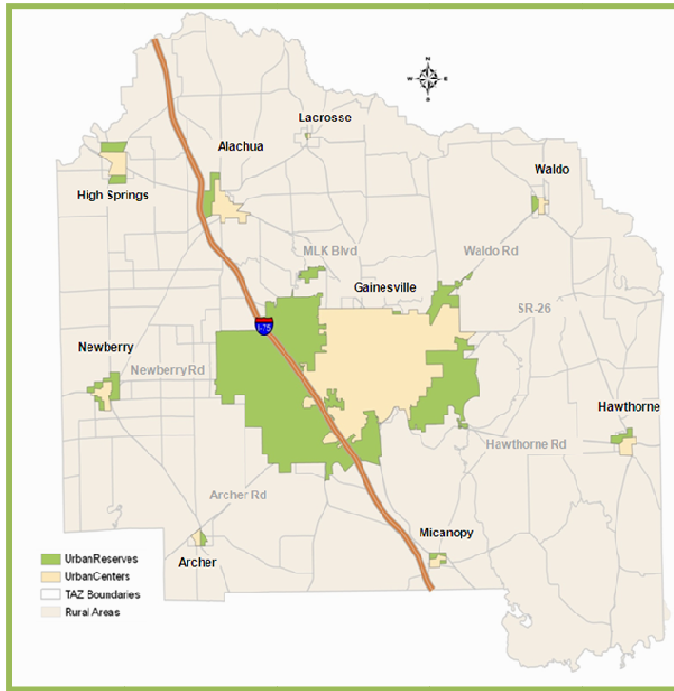 N
W
E
S
Lacrosse
Alachua
Waldo
High Springs
MLK Blvd
Waldo Rd
Gainesville
SR-26
I-75
Newberry
Newberry Rd
Hawthorne
Hawthorne Rd
Archer Rd
Micanopy
Archer
UrbanReserves
UrbanCenters
TAZ Boundaries
Rural Areas